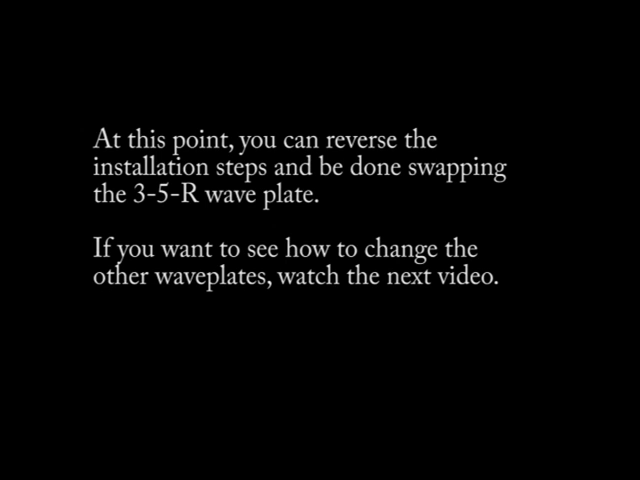 At this point, you can reverse the
installation steps and be done swapping
the 3-5-R wave plate.
If you want to see how to change the
other waveplates, watch the next video.